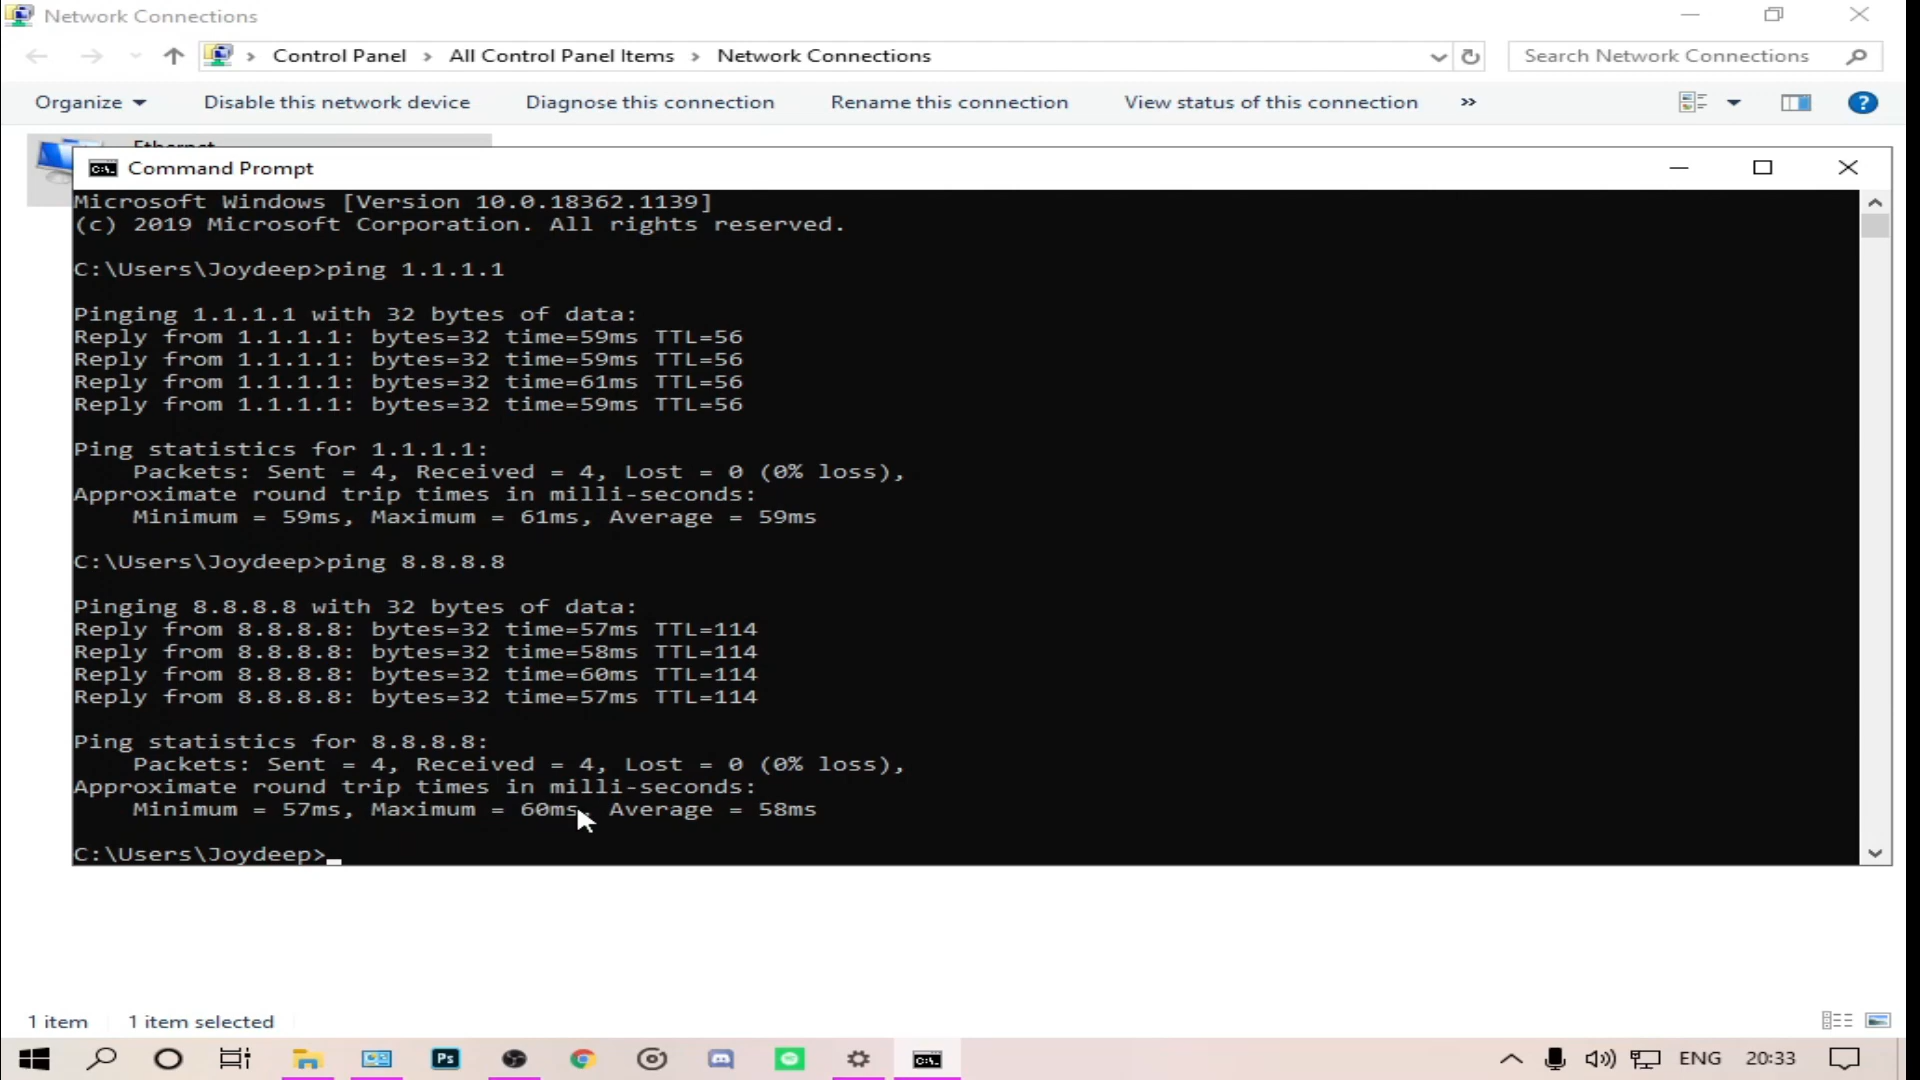 Network Connections
Control Panel > All Control Panel Items > Network Connections
Search Network Connections
Organize
Disable this network device
Diagnose this connection
Rename this connection
View status of this connection
»
Ethernet
Command Prompt
Microsoft Windows [Version 10.0.18362.1139]
(c) 2019 Microsoft Corporation. All rights reserved.
C:\Users\Joydeep>ping 1.1.1.1
Pinging 1.1.1.1 with 32 bytes of data:
Reply from 1.1.1.1: bytes=32 time=59ms TTL=56
Reply from 1.1.1.1: bytes=32 time=59ms TTL=56
Reply from 1.1.1.1: bytes=32 time=61ms TTL=56
Reply from 1.1.1.1: bytes=32 time=59ms TTL=56
Ping statistics for 1.1.1.1:
Packets: Sent = 4, Received = 4, Lost = 0 (0% loss),
Approximate round trip times in milli-seconds:
Minimum = 59ms, Maximum = 61ms, Average = 59ms
C:\Users\Joydeep>ping 8.8.8.8
Pinging 8.8.8.8 with 32 bytes of data:
Reply from 8.8.8.8: bytes=32 time=57ms TTL=114
Reply from 8.8.8.8: bytes=32 time=58ms TTL=114
Reply from 8.8.8.8: bytes=32 time=60ms TTL=114
Reply from 8.8.8.8: bytes=32 time=57ms TTL=114
Ping statistics for 8.8.8.8:
Packets: Sent = 4, Received = 4, Lost = 0 (0% loss),
Approximate round trip times in milli-seconds:
Minimum = 57ms, Maximum = 60ms, Average = 58ms
C:\Users\Joydeep>_
1 item
1 item selected
Ps
ENG
20:33